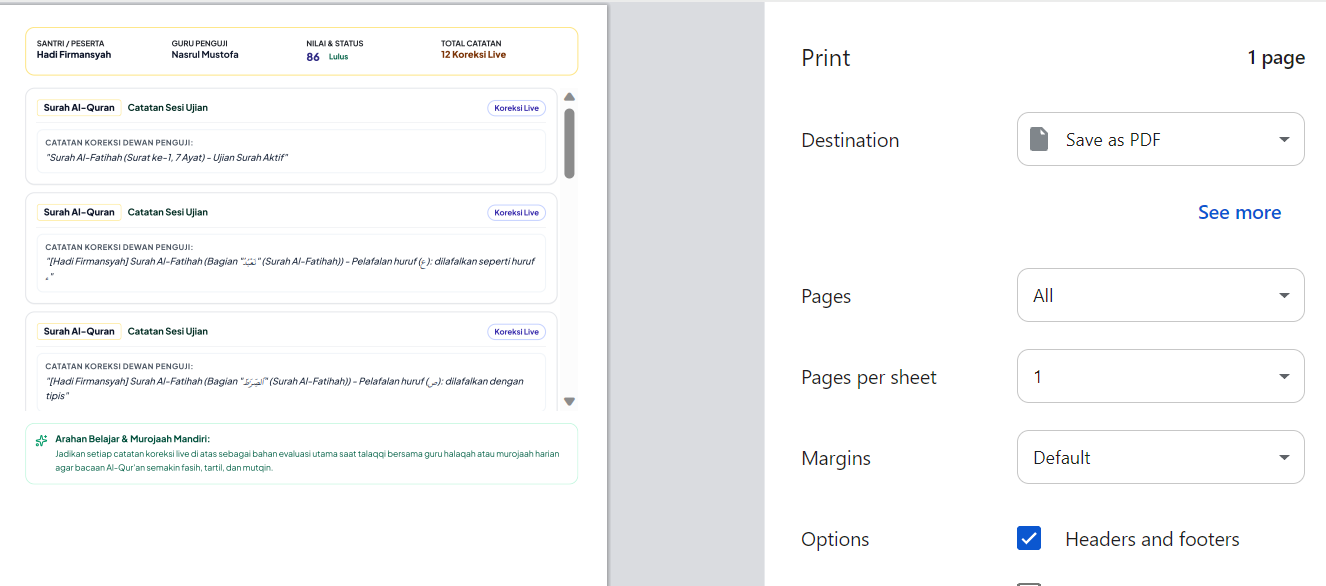 SANTRI / PESERTA
Hadi Firmansyah
GURU PENGUJI
Nasrul Mustofa
NILAI & STATUS
86 Lulus
TOTAL CATATAN
12 Koreksi Live
Surah Al-Quran Catatan Sesi Ujian Koreksi Live
CATATAN KOREKSI DEWAN PENGUJI:
"Surah Al-Fatihah (Surat ke-1, 7 Ayat) - Ujian Surah Aktif"
Surah Al-Quran Catatan Sesi Ujian Koreksi Live
CATATAN KOREKSI DEWAN PENGUJI:
"[Hadi Firmansyah] Surah Al-Fatihah (Bagian "نَعْبُدُ" (Surah Al-Fatihah)) - Pelafalan huruf (ع): dilafalkan seperti huruf
ء"
Surah Al-Quran Catatan Sesi Ujian Koreksi Live
CATATAN KOREKSI DEWAN PENGUJI:
"[Hadi Firmansyah] Surah Al-Fatihah (Bagian "الصِّرَاطَ" (Surah Al-Fatihah)) - Pelafalan huruf (ص): dilafalkan dengan
tipis"
Arahan Belajar & Murojaah Mandiri:
Jadikan setiap catatan koreksi live di atas sebagai bahan evaluasi utama saat talaqqi bersama guru halaqah atau murojaah harian
agar bacaan Al-Qur'an semakin fasih, tartil, dan mutqin.
Print 1 page
Destination Save as PDF
See more
Pages All
Pages per sheet 1
Margins Default
Options Headers and footers